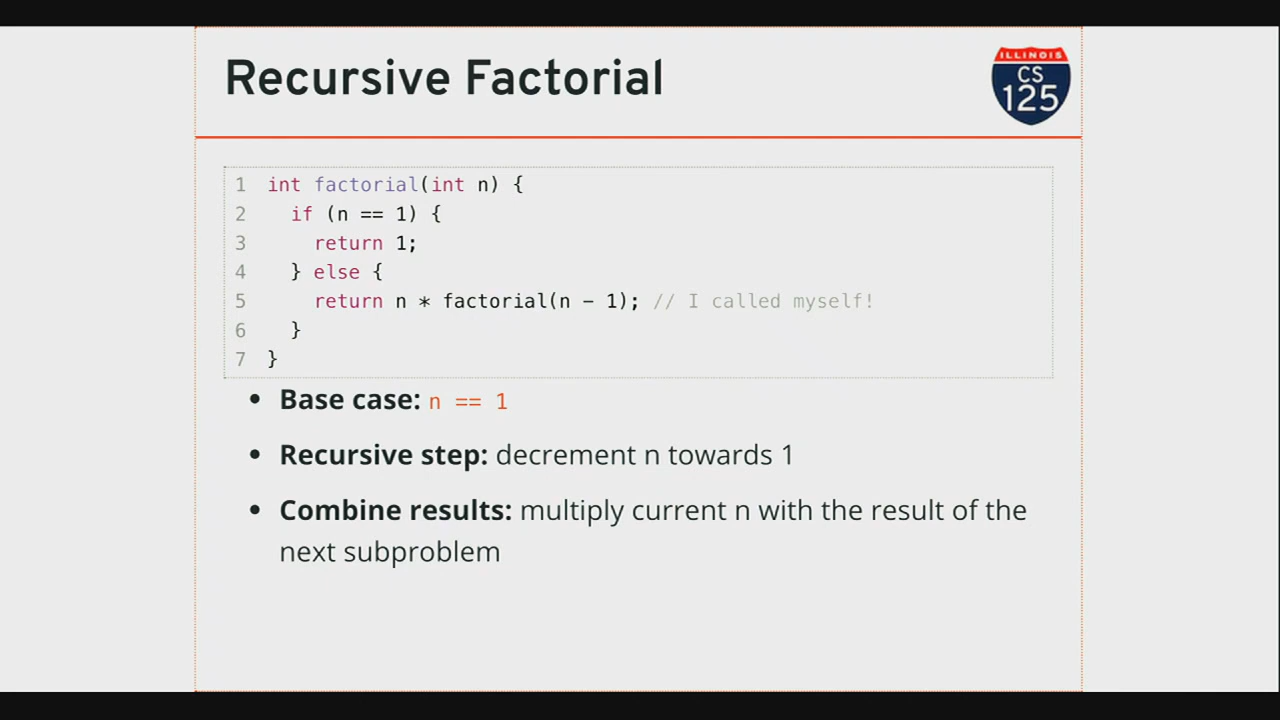 Recursive Factorial
ILLINOIS
CS
125
1 int factorial(int n) {
2   if (n == 1) {
3     return 1;
4   } else {
5     return n * factorial(n - 1); // I called myself!
6   }
7 }
• Base case: n == 1
• Recursive step: decrement n towards 1
• Combine results: multiply current n with the result of the
next subproblem